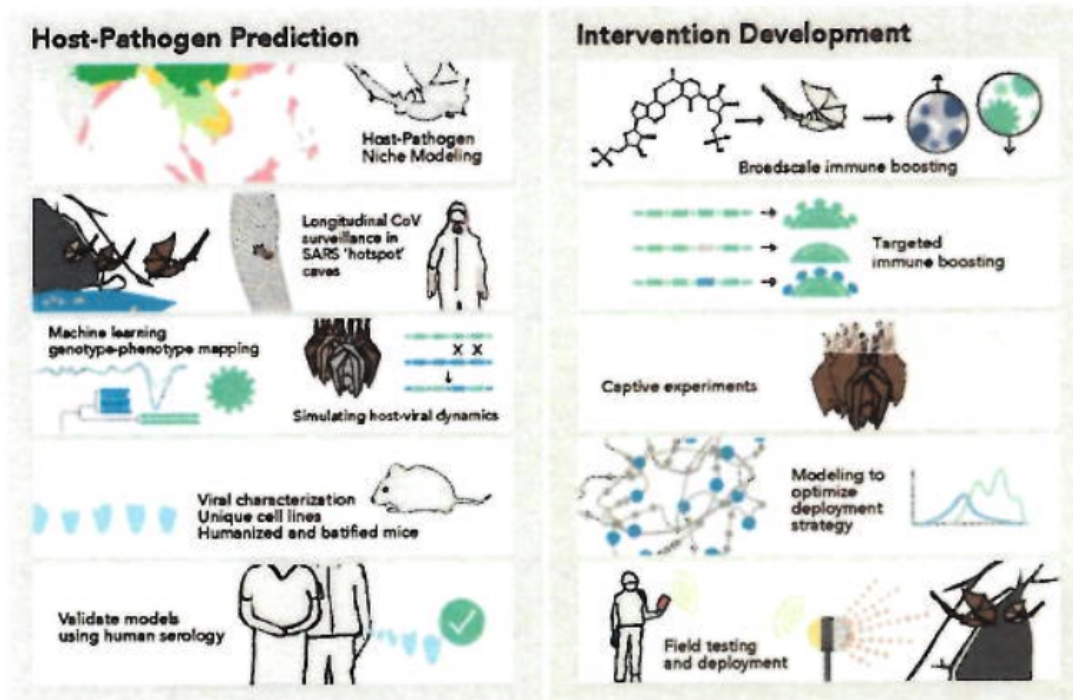 Host-Pathogen Prediction
Host-Pathogen
Niche Modeling
Longitudinal CoV
surveillance in
SARS 'hotspot'
caves
Machine learning
genotype-phenotype mapping
X X
Simulating host-viral dynamics
Viral characterization
Unique cell lines
Humanized and batified mice
Validate models
using human serology
Intervention Development
Broadscale immune boosting
Targeted
immune boosting
Captive experiments
Modeling to
optimize
deployment
strategy
Field testing
and deployment